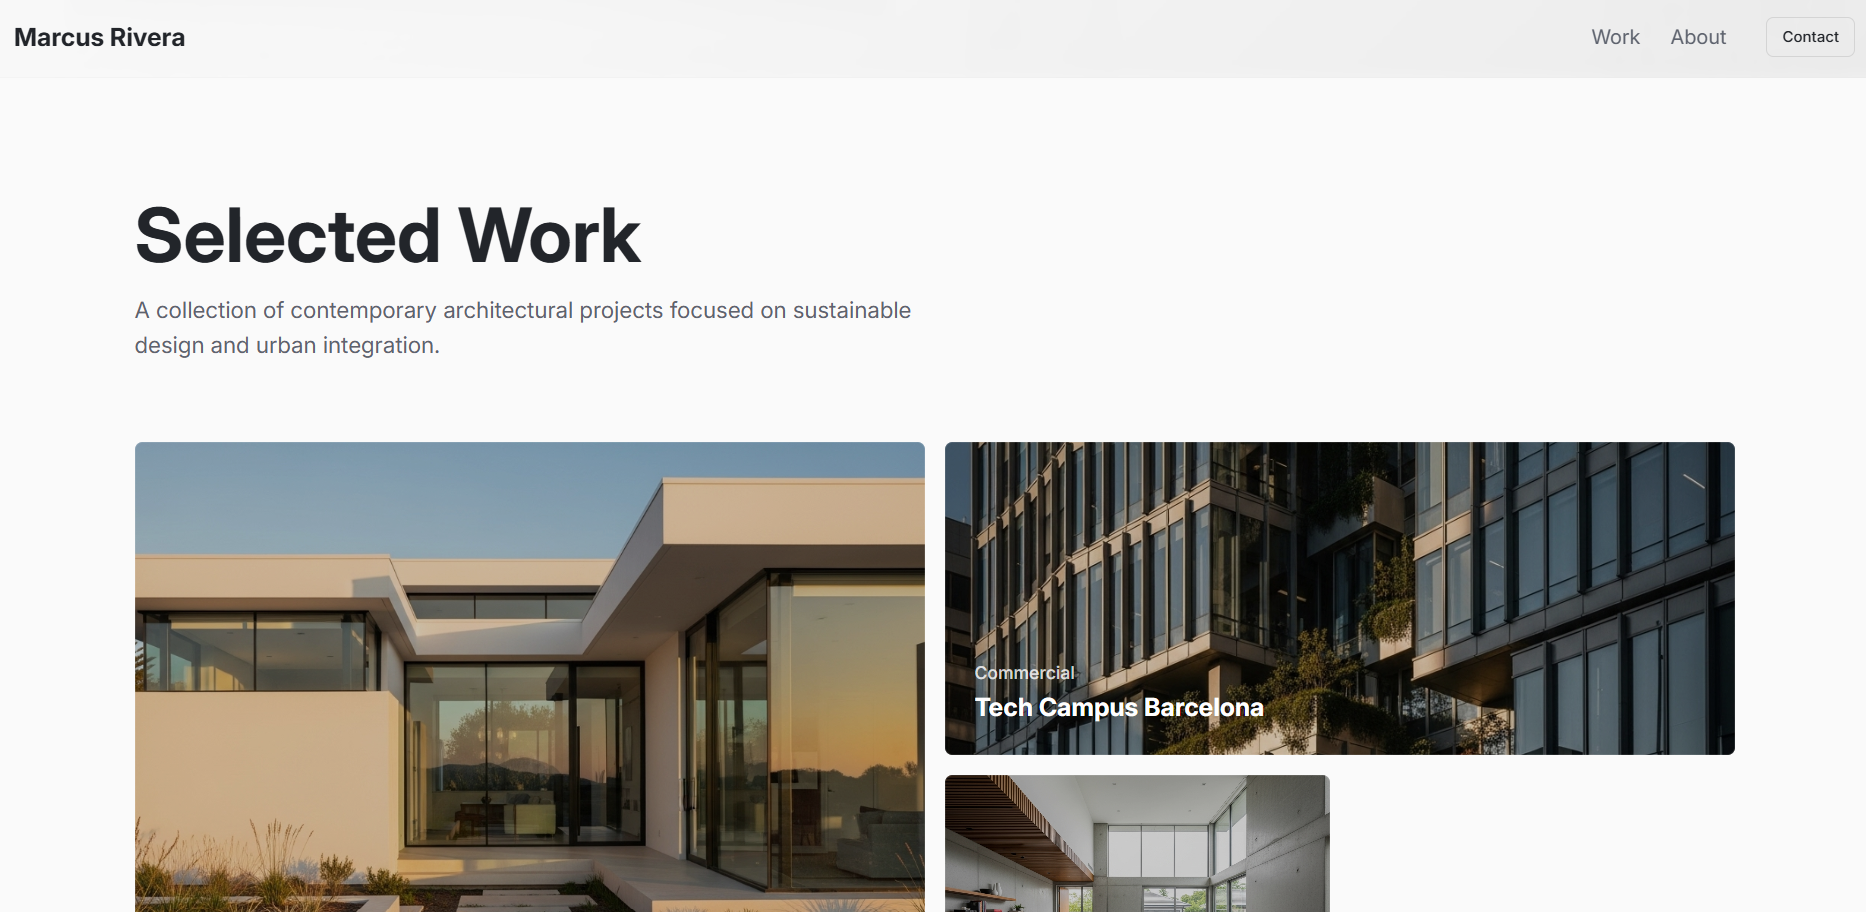 Marcus Rivera
Work
About
Contact
Selected Work
A collection of contemporary architectural projects focused on sustainable
design and urban integration.
Commercial
Tech Campus Barcelona